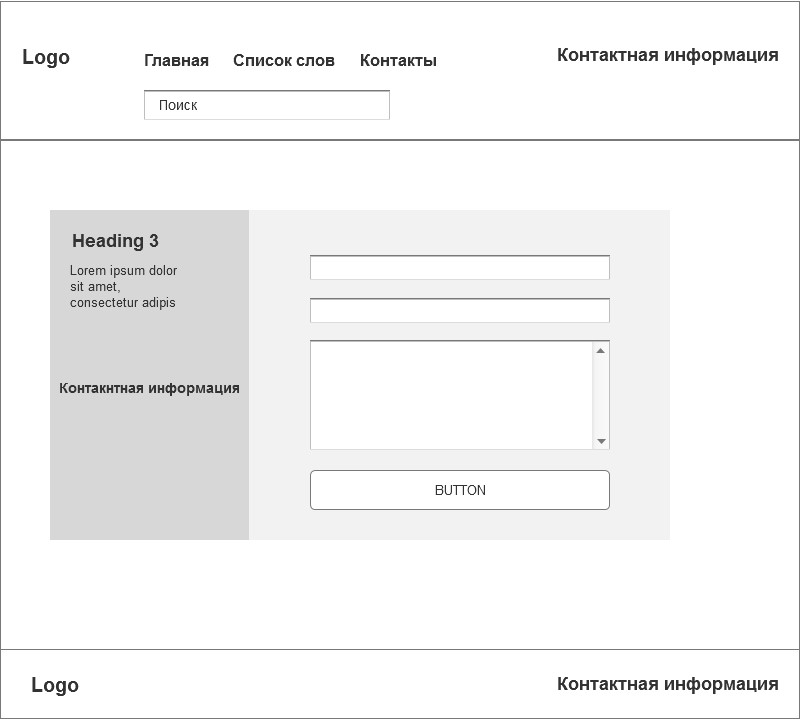 Logo
Главная Список слов Контакты
Контактная информация
Поиск
Heading 3
Lorem ipsum dolor
sit amet,
consectetur adipis
Контакнтная информация
BUTTON
Logo
Контактная информация